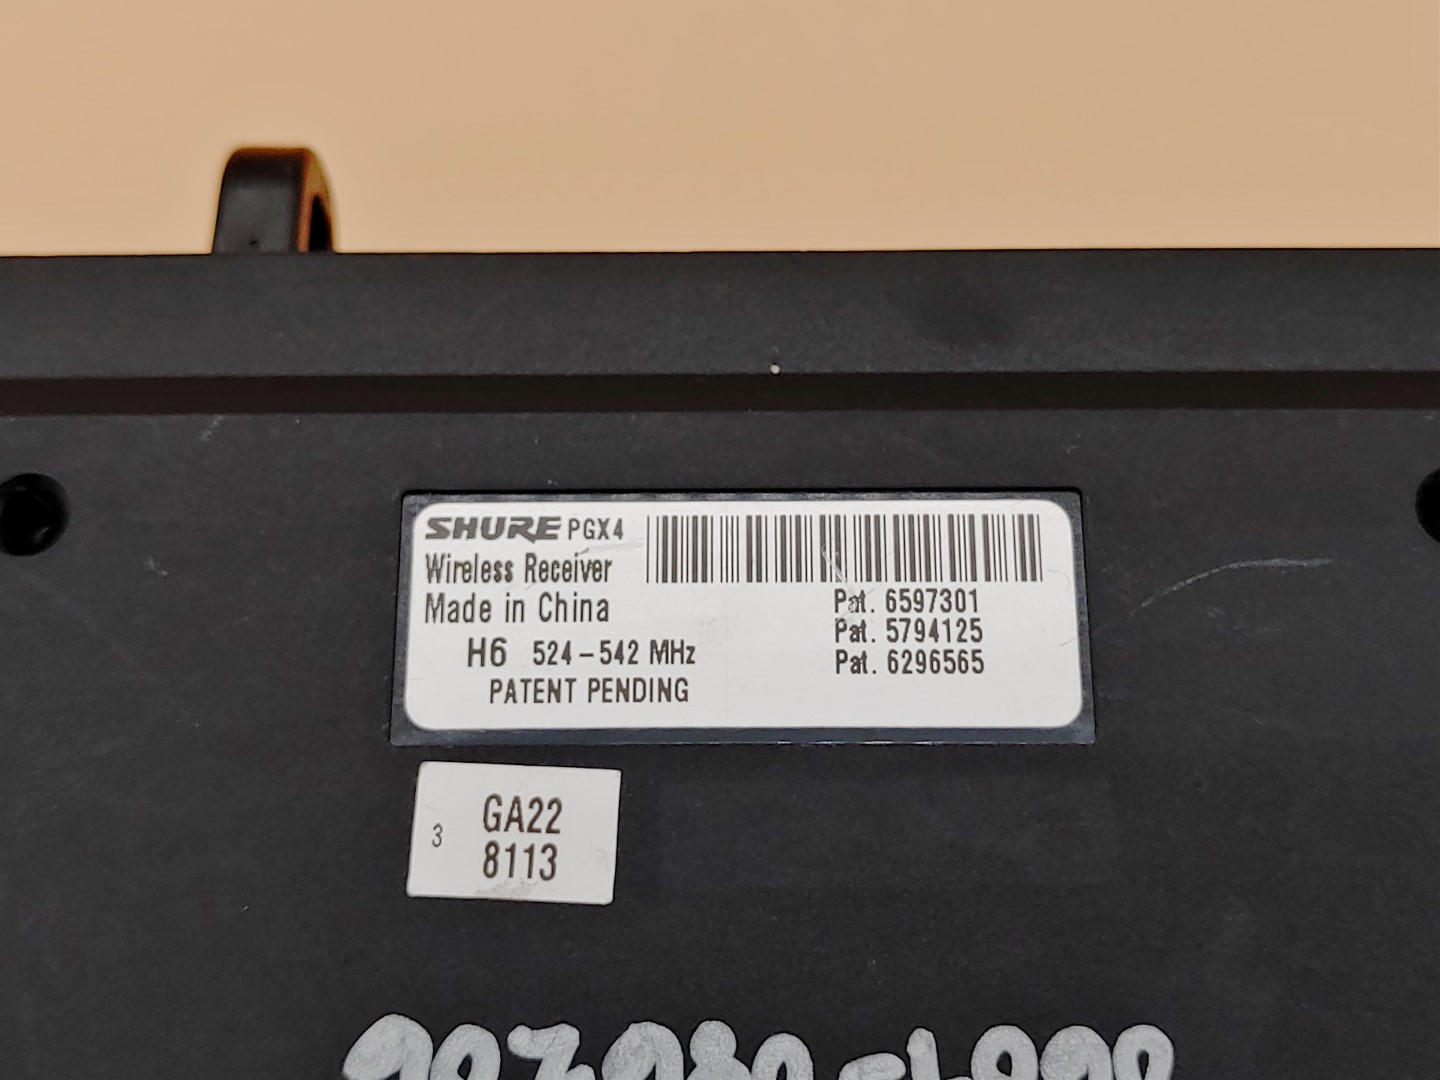 SHURE PGX4
Wireless Receiver
Made in China
H6 524-542 MHz
PATENT PENDING
Pat. 6597301
Pat. 5794125
Pat. 6296565
3
GA22
8113